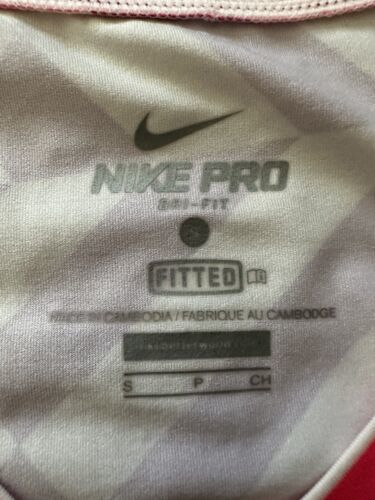 NIKE PRO
DRI-FIT
S
FITTED
MADE IN CAMBODIA / FABRIQUE AU CAMBODGE
S P CH